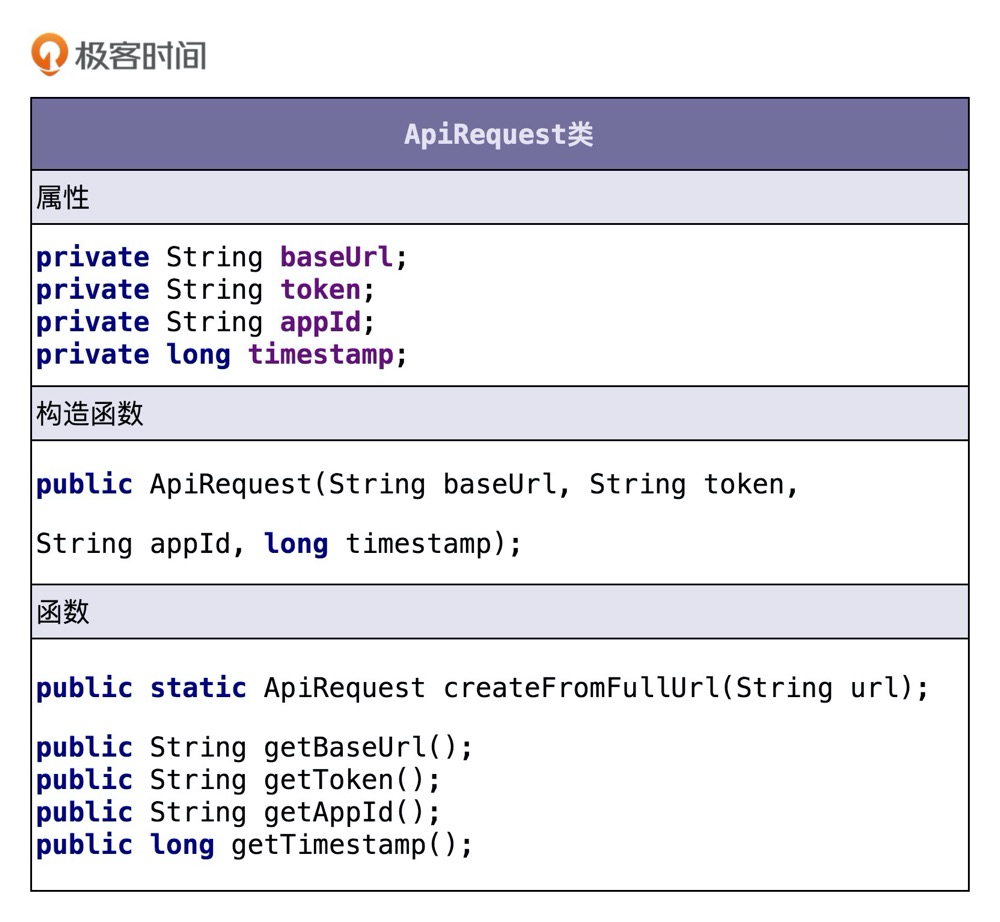 极客时间
ApiRequest类
属性
private String baseUrl;
private String token;
private String appId;
private long timestamp;
构造函数
public ApiRequest(String baseUrl, String token,
String appId, long timestamp);
函数
public static ApiRequest createFromFullUrl(String url);
public String getBaseUrl();
public String getToken();
public String getAppId();
public long getTimestamp();